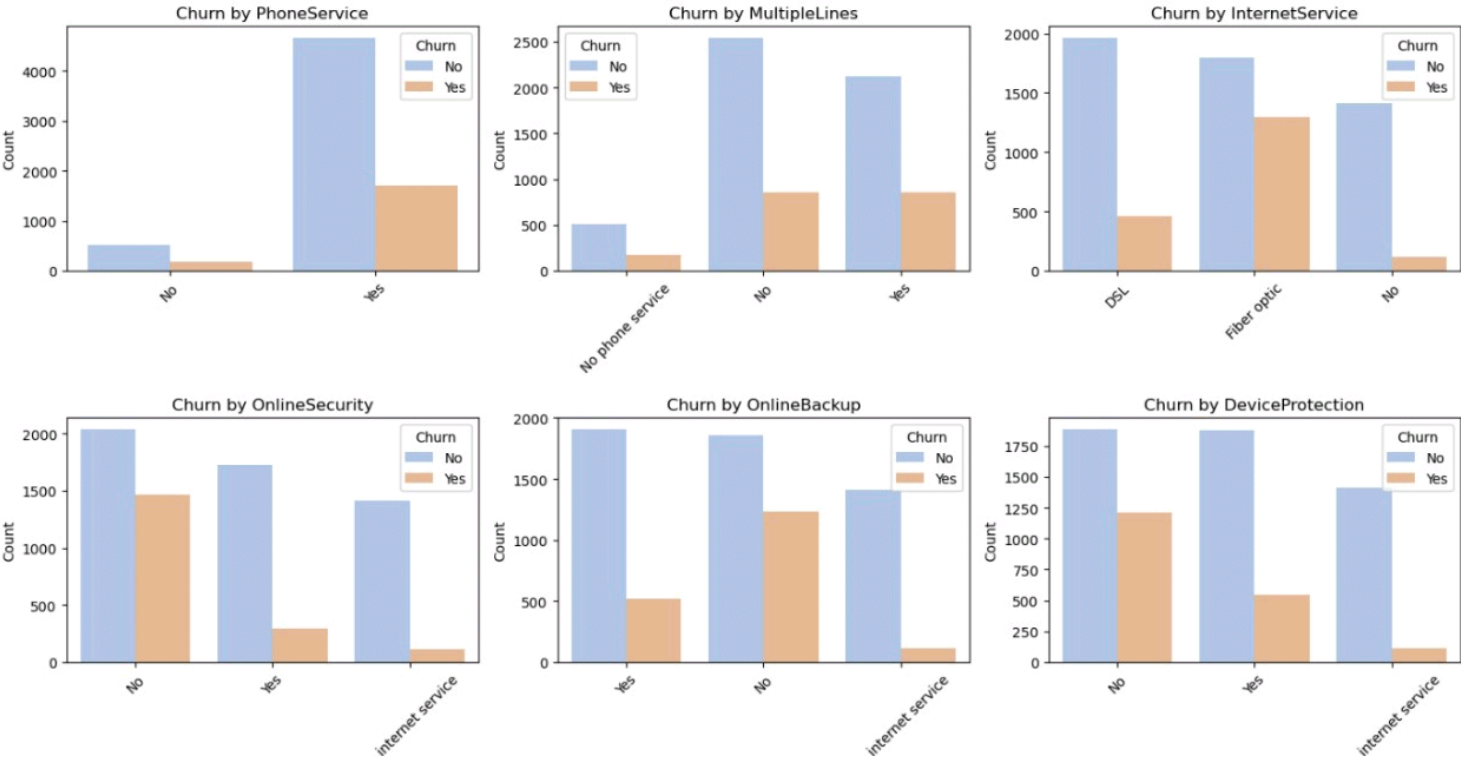 Churn by PhoneService
Churn
No
Yes
Count
4000
3000
2000
1000
0
No
Yes
Churn by MultipleLines
Churn
No
Yes
Count
2500
2000
1500
1000
500
0
No phone service
No
Yes
Churn by InternetService
Churn
No
Yes
Count
2000
1500
1000
500
0
DSL
Fiber optic
No
Churn by OnlineSecurity
Churn
No
Yes
Count
2000
1500
1000
500
0
No
Yes
internet service
Churn by OnlineBackup
Churn
No
Yes
Count
2000
1500
1000
500
0
Yes
No
internet service
Churn by DeviceProtection
Churn
No
Yes
Count
1750
1500
1250
1000
750
500
250
0
No
Yes
internet service